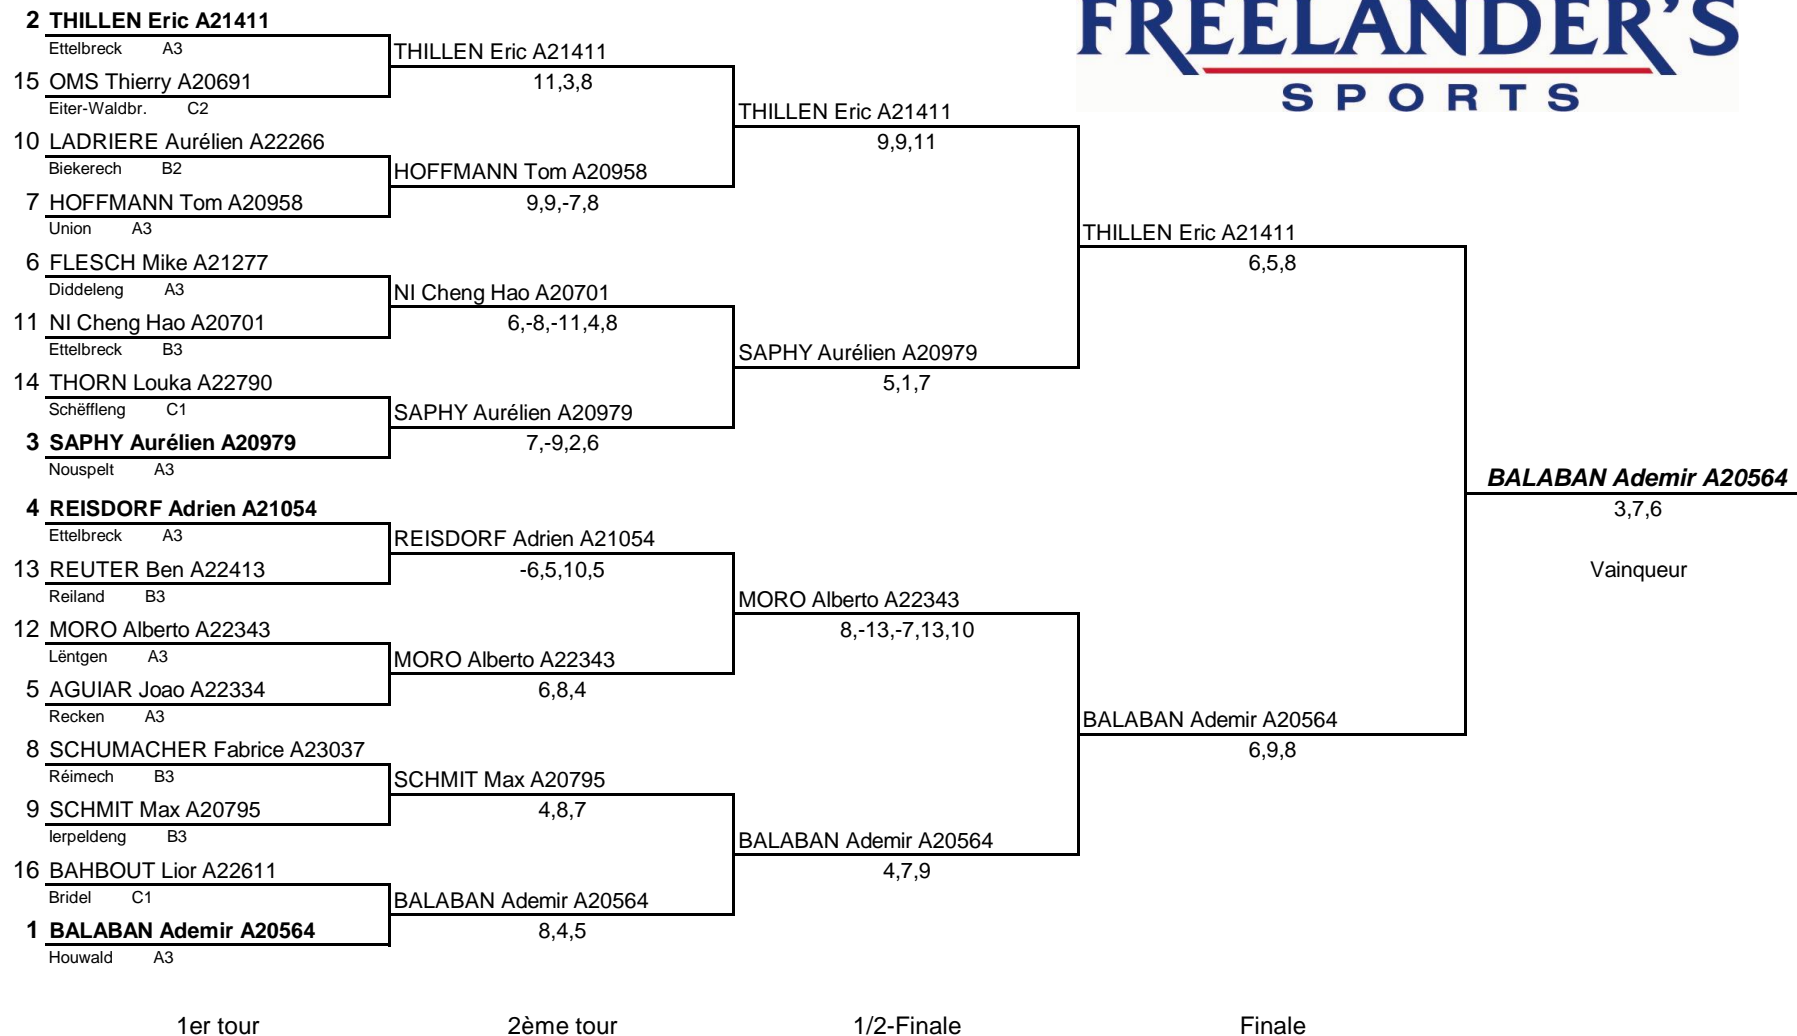 FREELANDER'S
SPORTS
2 THILLEN Eric A21411
Ettelbreck A3
THILLEN Eric A21411
15 OMS Thierry A20691
11,3,8
Eiter-Waldbr. C2
THILLEN Eric A21411
10 LADRIERE Aurélien A22266
9,9,11
Biekerech B2
HOFFMANN Tom A20958
7 HOFFMANN Tom A20958
9,9,-7,8
Union A3
THILLEN Eric A21411
6 FLESCH Mike A21277
6,5,8
Diddeleng A3
NI Cheng Hao A20701
11 NI Cheng Hao A20701
6,-8,-11,4,8
Ettelbreck B3
SAPHY Aurélien A20979
14 THORN Louka A22790
5,1,7
Schëffleng C1
SAPHY Aurélien A20979
3 SAPHY Aurélien A20979
7,-9,2,6
Nouspelt A3
BALABAN Ademir A20564
4 REISDORF Adrien A21054
3,7,6
Ettelbreck A3
REISDORF Adrien A21054
13 REUTER Ben A22413
-6,5,10,5
Vainqueur
Reiland B3
MORO Alberto A22343
12 MORO Alberto A22343
8,-13,-7,13,10
Lëntgen A3
MORO Alberto A22343
5 AGUIAR Joao A22334
6,8,4
Recken A3
BALABAN Ademir A20564
8 SCHUMACHER Fabrice A23037
6,9,8
Réimech B3
SCHMIT Max A20795
9 SCHMIT Max A20795
4,8,7
Ierpeldeng B3
BALABAN Ademir A20564
16 BAHBOUT Lior A22611
4,7,9
Bridel C1
BALABAN Ademir A20564
1 BALABAN Ademir A20564
8,4,5
Houwald A3
1er tour
2ème tour
1/2-Finale
Finale